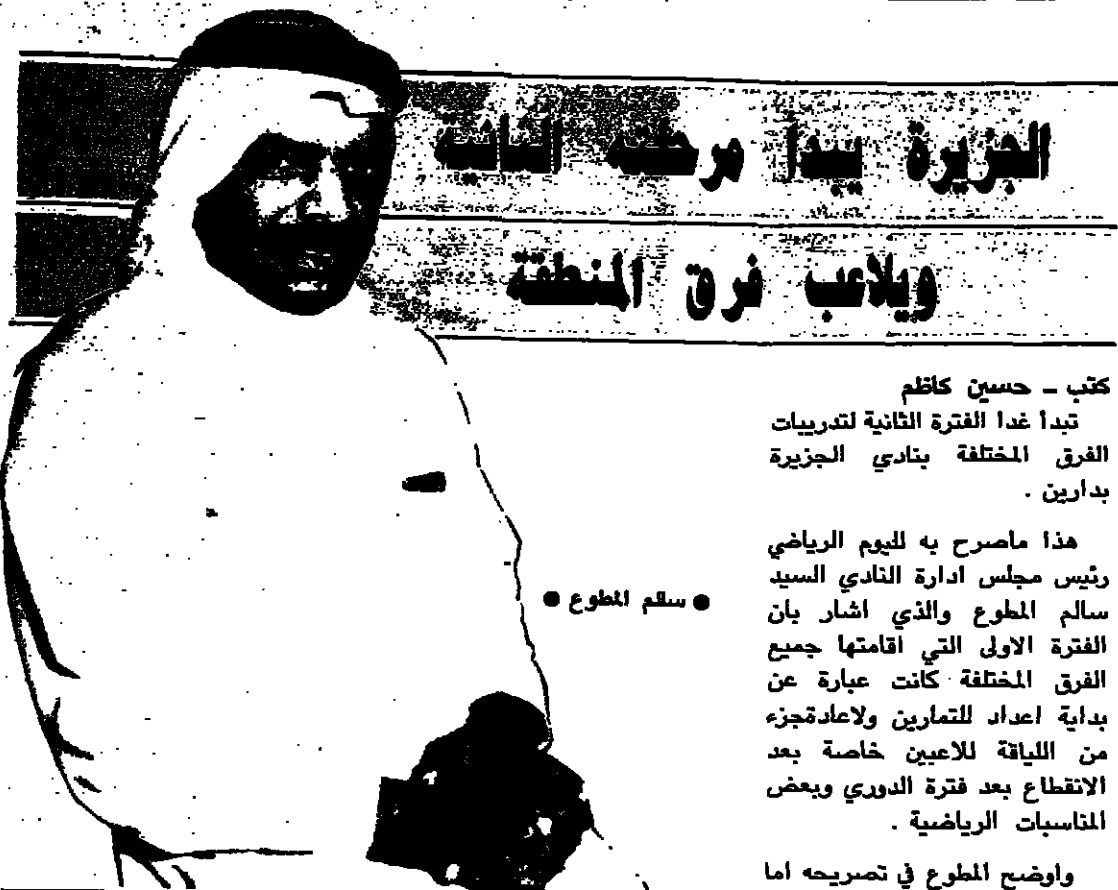 الجزيرة يبدأ مرحلته الثانية
ويلاعب فرق المنطقة
كتب ـ حسين كاظم
تبدأ غدا الفترة الثانية لتدريبات
الفرق المختلفة بنادي الجزيرة
بدارين .
هذا ماصرح به لليوم الرياضي
رئيس مجلس ادارة النادي السيد
سالم المطوع والذي اشار بان
الفترة الاولى التي اقامتها جميع
الفرق المختلفة كانت عبارة عن
بداية اعداد للتمارين ولاعادةجزء
من اللياقة للاعبين خاصة بعد
الانقطاع بعد فترة الدوري وبعض
المناسبات الرياضية .
واوضح المطوع في تصريحه اما
● سالم المطوع ●